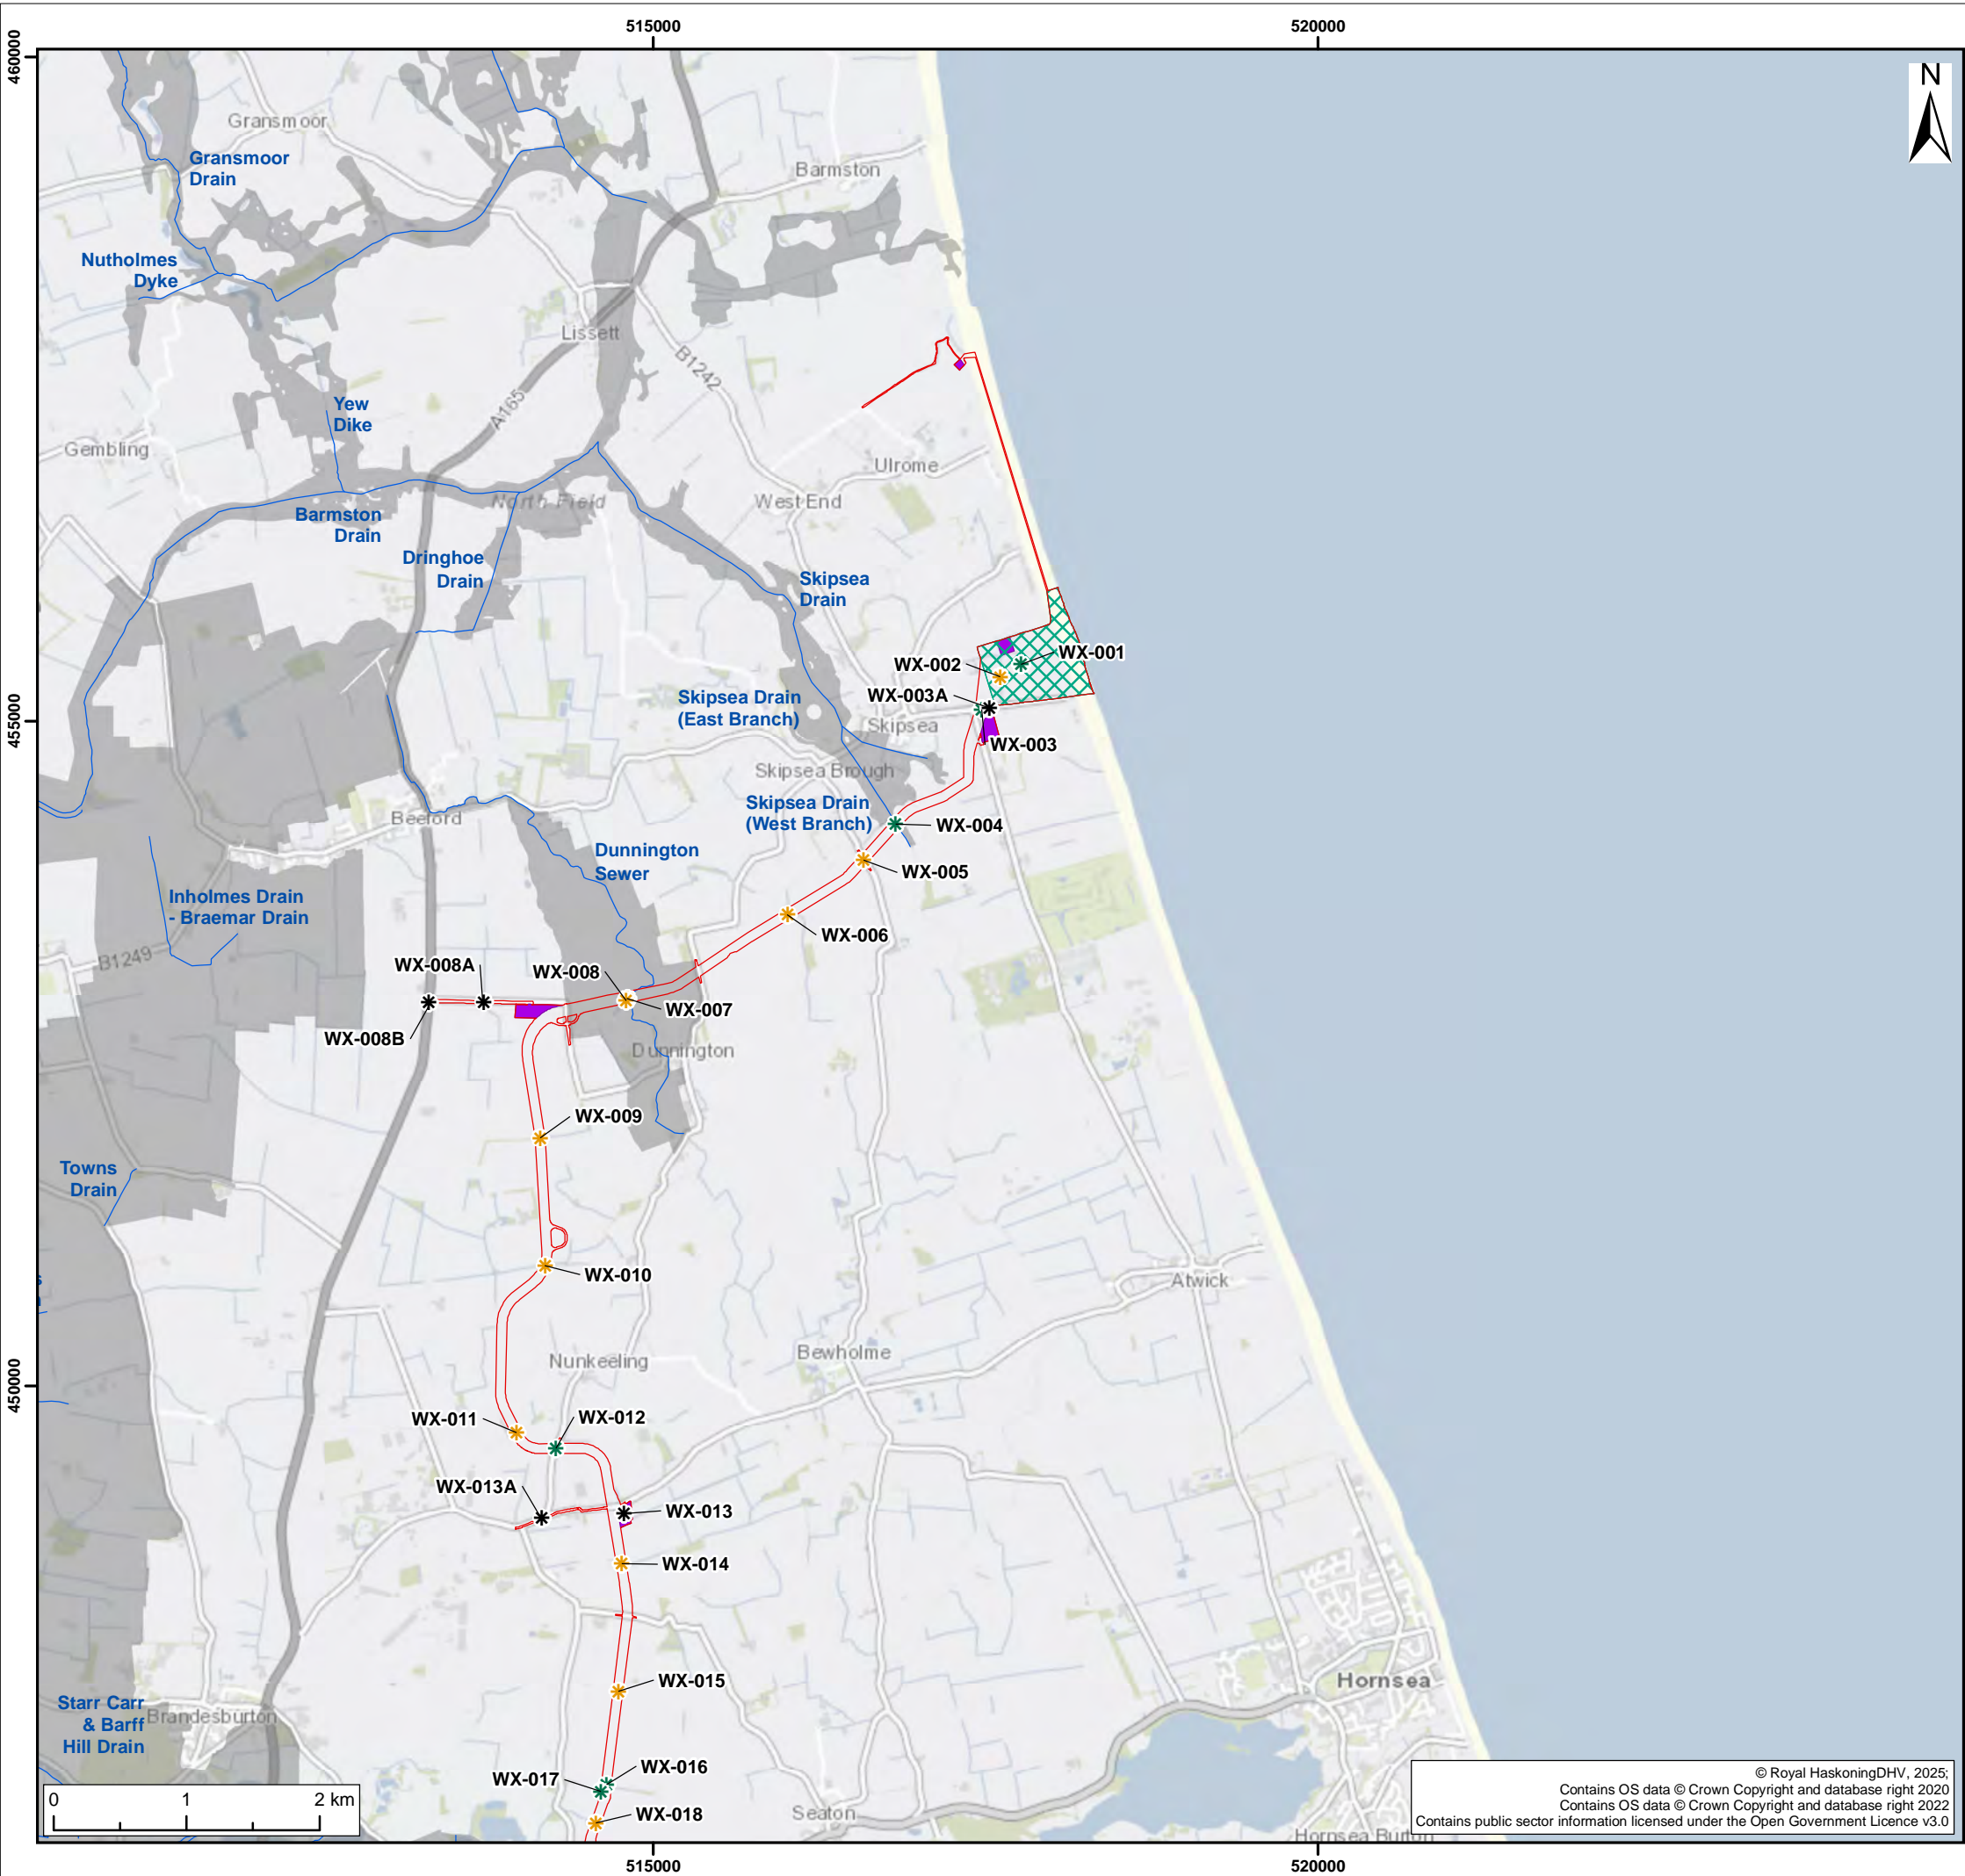 515000
520000
460000
N
Gransmoor
Gransmoor
Drain
Barmston
Nutholmes
Dyke
Lissett
B1242
Yew
Dike
A165
Gembling
Ulrome
North Field
West End
Barmston
Drain
Dringhoe
Drain
Skipsea
Drain
WX-001
WX-002
WX-003A
Skipsea Drain
(East Branch)
455000
Skipsea
WX-003
Skipsea Brough
Skipsea Drain
(West Branch)
WX-004
Beeford
Dunnington
Sewer
WX-005
Inholmes Drain
- Braemar Drain
WX-006
B1249
WX-008A
WX-008
WX-007
WX-008B
Dunnington
WX-009
Towns
Drain
WX-010
Atwick
Bewholme
Nunkeeling
450000
WX-011
WX-012
WX-013A
WX-013
WX-014
WX-015
Hornsea
Starr Carr
& Barff
Hill Drain
Brandesburton
WX-016
WX-017
WX-018
Seaton
Hornsea Burton
0 1 2 km
© Royal HaskoningDHV, 2025;
Contains OS data © Crown Copyright and database right 2020
Contains OS data © Crown Copyright and database right 2022
Contains public sector information licensed under the Open Government Licence v3.0
515000
520000